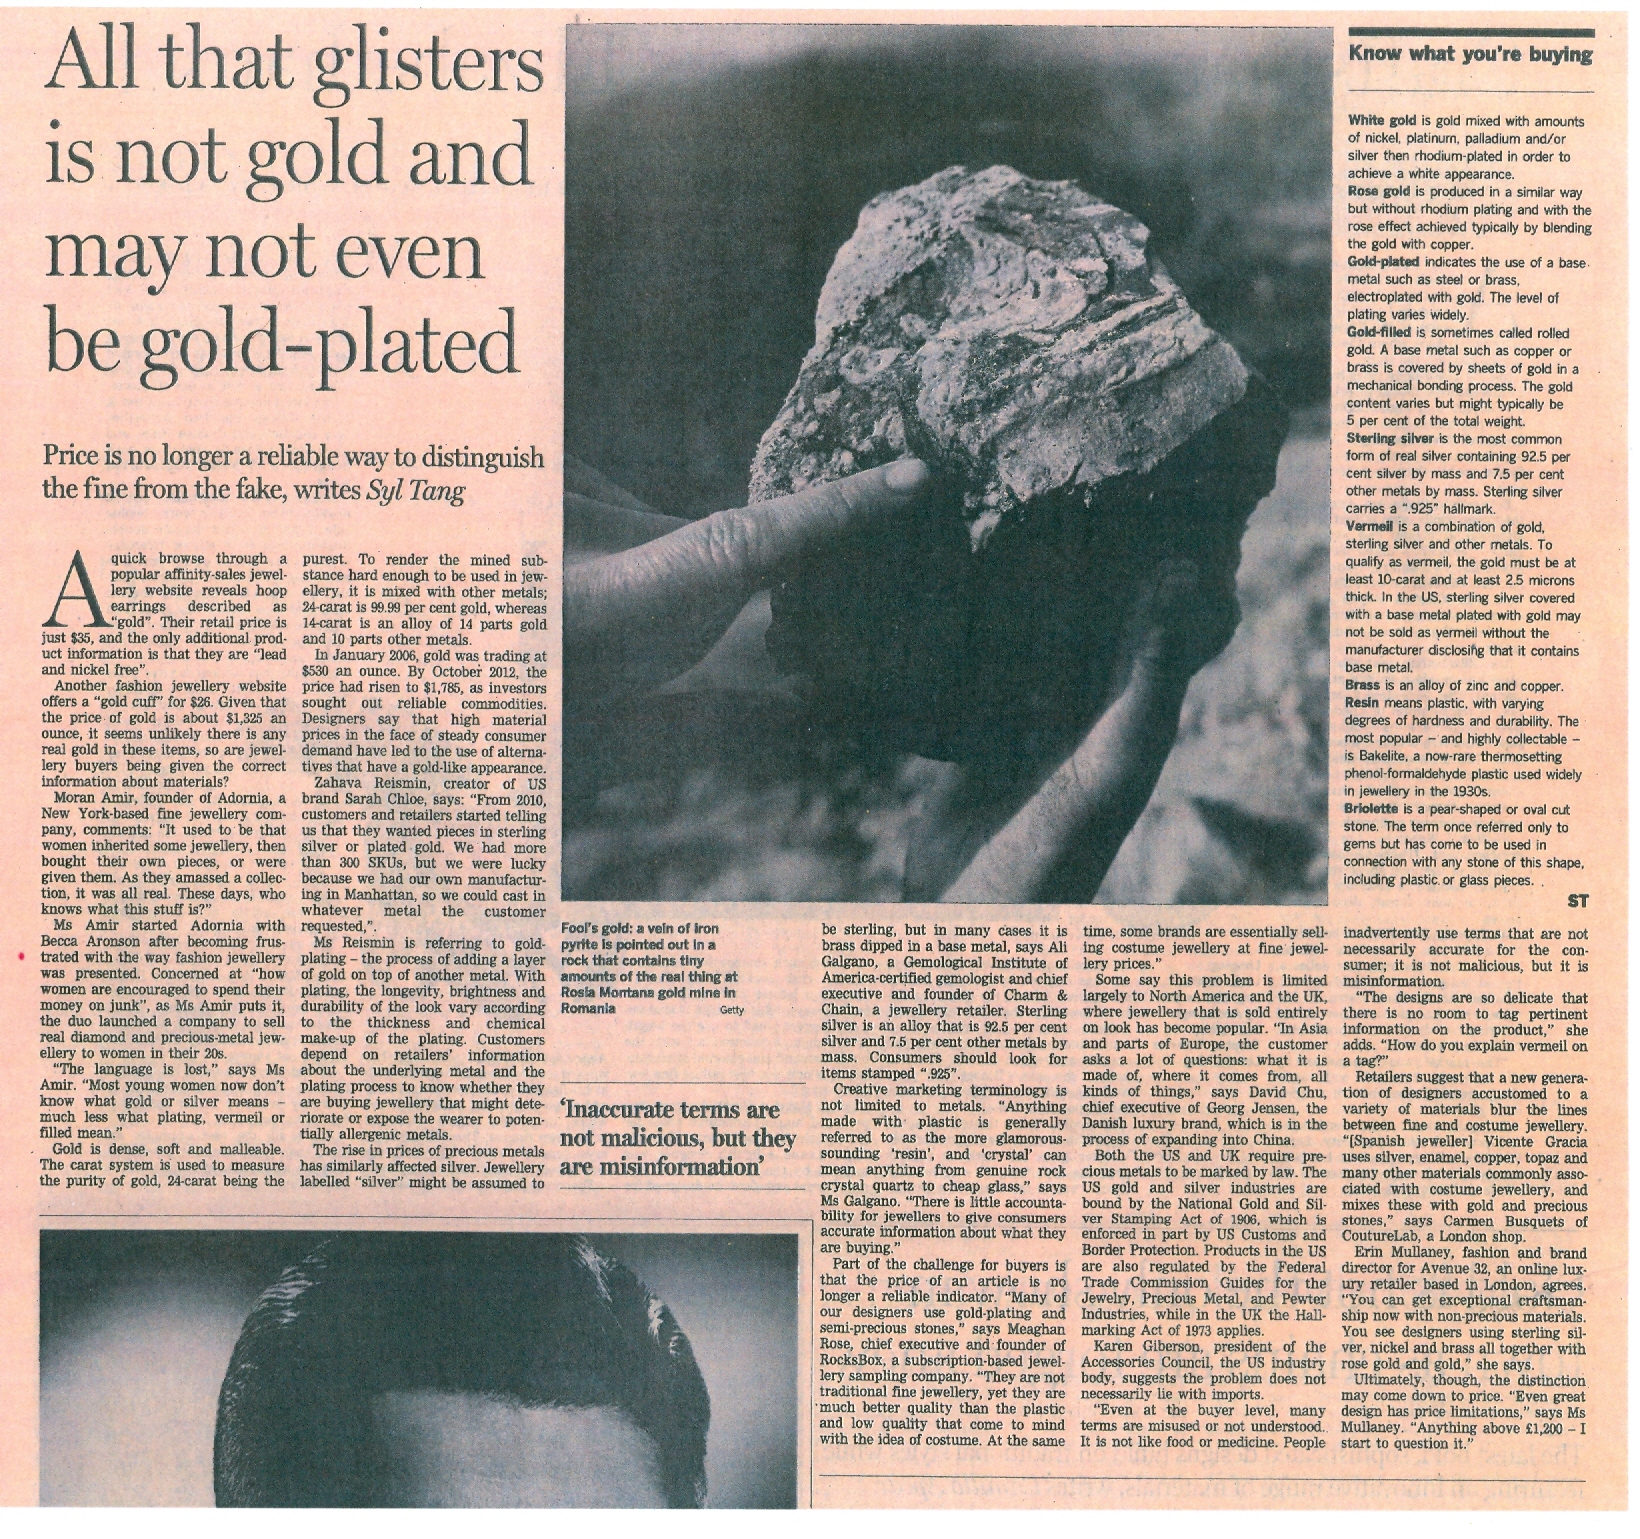 All that glisters
is not gold and
may not even
be gold-plated
Price is no longer a reliable way to distinguish
the fine from the fake, writes Syl Tang
A quick browse through a
popular affinity-sales jewel-
lery website reveals hoop
earrings described as
"gold". Their retail price is
just $35, and the only additional prod-
uct information is that they are "lead
and nickel free".
Another fashion jewellery website
offers a "gold cuff" for $26. Given that
the price of gold is about $1,325 an
ounce, it seems unlikely there is any
real gold in these items, so are jewel-
lery buyers being given the correct
information about materials?
Moran Amir, founder of Adornia, a
New York-based fine jewellery com-
pany, comments: "It used to be that
women inherited some jewellery, then
bought their own pieces, or were
given them. As they amassed a collec-
tion, it was all real. These days, who
knows what this stuff is?"
Ms Amir started Adornia with
Becca Aronson after becoming frus-
trated with the way fashion jewellery
was presented. Concerned at "how
women are encouraged to spend their
money on junk", as Ms Amir puts it,
the duo launched a company to sell
real diamond and precious-metal jew-
ellery to women in their 20s.
"The language is lost," says Ms
Amir. "Most young women now don't
know what gold or silver means –
much less what plating, vermeil or
filled mean."
Gold is dense, soft and malleable.
The carat system is used to measure
the purity of gold, 24-carat being the
purest. To render the mined sub-
stance hard enough to be used in jew-
ellery, it is mixed with other metals;
24-carat is 99.99 per cent gold, whereas
14-carat is an alloy of 14 parts gold
and 10 parts other metals.
In January 2006, gold was trading at
$530 an ounce. By October 2012, the
price had risen to $1,785, as investors
sought out reliable commodities.
Designers say that high material
prices in the face of steady consumer
demand have led to the use of alterna-
tives that have a gold-like appearance.
Zahava Reismin, creator of US
brand Sarah Chloe, says: "From 2010,
customers and retailers started telling
us that they wanted pieces in sterling
silver or plated gold. We had more
than 300 SKUs, but we were lucky
because we had our own manufactur-
ing in Manhattan, so we could cast in
whatever metal the customer
requested,".
Ms Reismin is referring to gold-
plating – the process of adding a layer
of gold on top of another metal. With
plating, the longevity, brightness and
durability of the look vary according
to the thickness and chemical
make-up of the plating. Customers
depend on retailers' information
about the underlying metal and the
plating process to know whether they
are buying jewellery that might dete-
riorate or expose the wearer to poten-
tially allergenic metals.
The rise in prices of precious metals
has similarly affected silver. Jewellery
labelled "silver" might be assumed to
Fool's gold: a vein of iron
pyrite is pointed out in a
rock that contains tiny
amounts of the real thing at
Rosia Montana gold mine in
Romania Getty
'Inaccurate terms are
not malicious, but they
are misinformation'
be sterling, but in many cases it is
brass dipped in a base metal, says Ali
Galgano, a Gemological Institute of
America-certified gemologist and chief
executive and founder of Charm &
Chain, a jewellery retailer. Sterling
silver is an alloy that is 92.5 per cent
silver and 7.5 per cent other metals by
mass. Consumers should look for
items stamped ".925".
Creative marketing terminology is
not limited to metals. "Anything
made with plastic is generally
referred to as the more glamorous-
sounding 'resin', and 'crystal' can
mean anything from genuine rock
crystal quartz to cheap glass," says
Ms Galgano. "There is little accounta-
bility for jewellers to give consumers
accurate information about what they
are buying."
Part of the challenge for buyers is
that the price of an article is no
longer a reliable indicator. "Many of
our designers use gold-plating and
semi-precious stones," says Meaghan
Rose, chief executive and founder of
RocksBox, a subscription-based jewel-
lery sampling company. "They are not
traditional fine jewellery, yet they are
much better quality than the plastic
and low quality that come to mind
with the idea of costume. At the same
time, some brands are essentially sell-
ing costume jewellery at fine jewel-
lery prices."
Some say this problem is limited
largely to North America and the UK,
where jewellery that is sold entirely
on look has become popular. "In Asia
and parts of Europe, the customer
asks a lot of questions: what it is
made of, where it comes from, all
kinds of things," says David Chu,
chief executive of Georg Jensen, the
Danish luxury brand, which is in the
process of expanding into China.
Both the US and UK require pre-
cious metals to be marked by law. The
US gold and silver industries are
bound by the National Gold and Sil-
ver Stamping Act of 1906, which is
enforced in part by US Customs and
Border Protection. Products in the US
are also regulated by the Federal
Trade Commission Guides for the
Jewelry, Precious Metal, and Pewter
Industries, while in the UK the Hall-
marking Act of 1973 applies.
Karen Giberson, president of the
Accessories Council, the US industry
body, suggests the problem does not
necessarily lie with imports.
"Even at the buyer level, many
terms are misused or not understood.
It is not like food or medicine. People
inadvertently use terms that are not
necessarily accurate for the con-
sumer; it is not malicious, but it is
misinformation.
"The designs are so delicate that
there is no room to tag pertinent
information on the product," she
adds. "How do you explain vermeil on
a tag?"
Retailers suggest that a new genera-
tion of designers accustomed to a
variety of materials blur the lines
between fine and costume jewellery.
"[Spanish jeweller] Vicente Gracia
uses silver, enamel, copper, topaz and
many other materials commonly asso-
ciated with costume jewellery, and
mixes these with gold and precious
stones," says Carmen Busquets of
CoutureLab, a London shop.
Erin Mullaney, fashion and brand
director for Avenue 32, an online lux-
ury retailer based in London, agrees.
"You can get exceptional craftsman-
ship now with non-precious materials.
You see designers using sterling sil-
ver, nickel and brass all together with
rose gold and gold," she says.
Ultimately, though, the distinction
may come down to price. "Even great
design has price limitations," says Ms
Mullaney. "Anything above £1,200 – I
start to question it."
Know what you're buying
White gold is gold mixed with amounts
of nickel, platinum, palladium and/or
silver then rhodium-plated in order to
achieve a white appearance.
Rose gold is produced in a similar way
but without rhodium plating and with the
rose effect achieved typically by blending
the gold with copper.
Gold-plated indicates the use of a base
metal such as steel or brass,
electroplated with gold. The level of
plating varies widely.
Gold-filled is sometimes called rolled
gold. A base metal such as copper or
brass is covered by sheets of gold in a
mechanical bonding process. The gold
content varies but might typically be
5 per cent of the total weight.
Sterling silver is the most common
form of real silver containing 92.5 per
cent silver by mass and 7.5 per cent
other metals by mass. Sterling silver
carries a ".925" hallmark.
Vermeil is a combination of gold,
sterling silver and other metals. To
qualify as vermeil, the gold must be at
least 10-carat and at least 2.5 microns
thick. In the US, sterling silver covered
with a base metal plated with gold may
not be sold as vermeil without the
manufacturer disclosing that it contains
base metal.
Brass is an alloy of zinc and copper.
Resin means plastic, with varying
degrees of hardness and durability. The
most popular – and highly collectable –
is Bakelite, a now-rare thermosetting
phenol-formaldehyde plastic used widely
in jewellery in the 1930s.
Briolette is a pear-shaped or oval cut
stone. The term once referred only to
gems but has come to be used in
connection with any stone of this shape,
including plastic or glass pieces.
ST